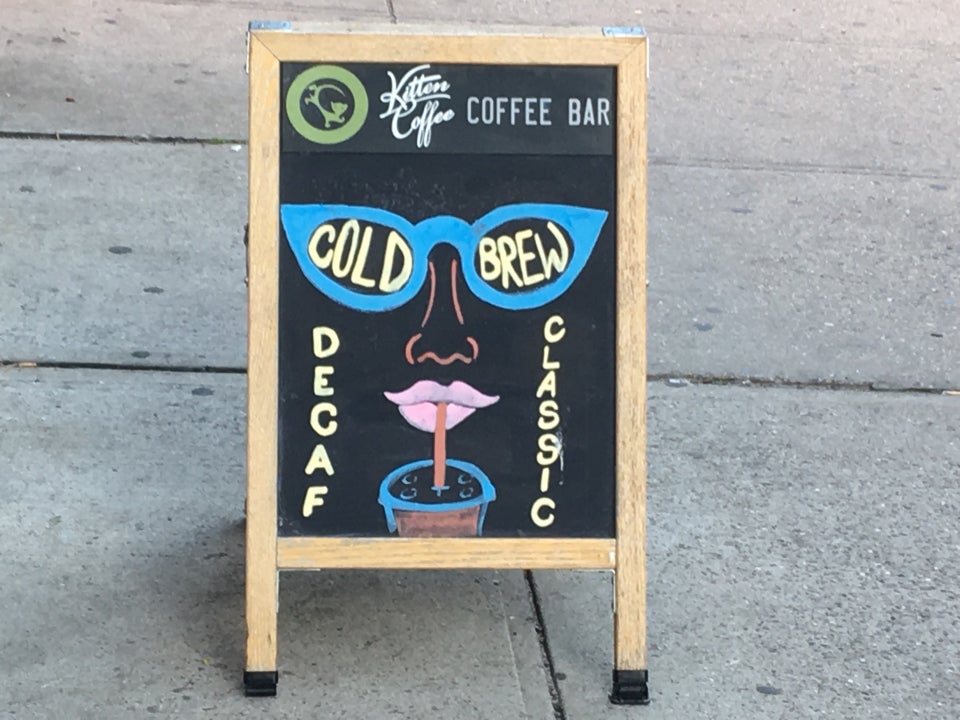 Kitten Coffee COFFEE BAR
COLD BREW
DECAF
CLASSIC